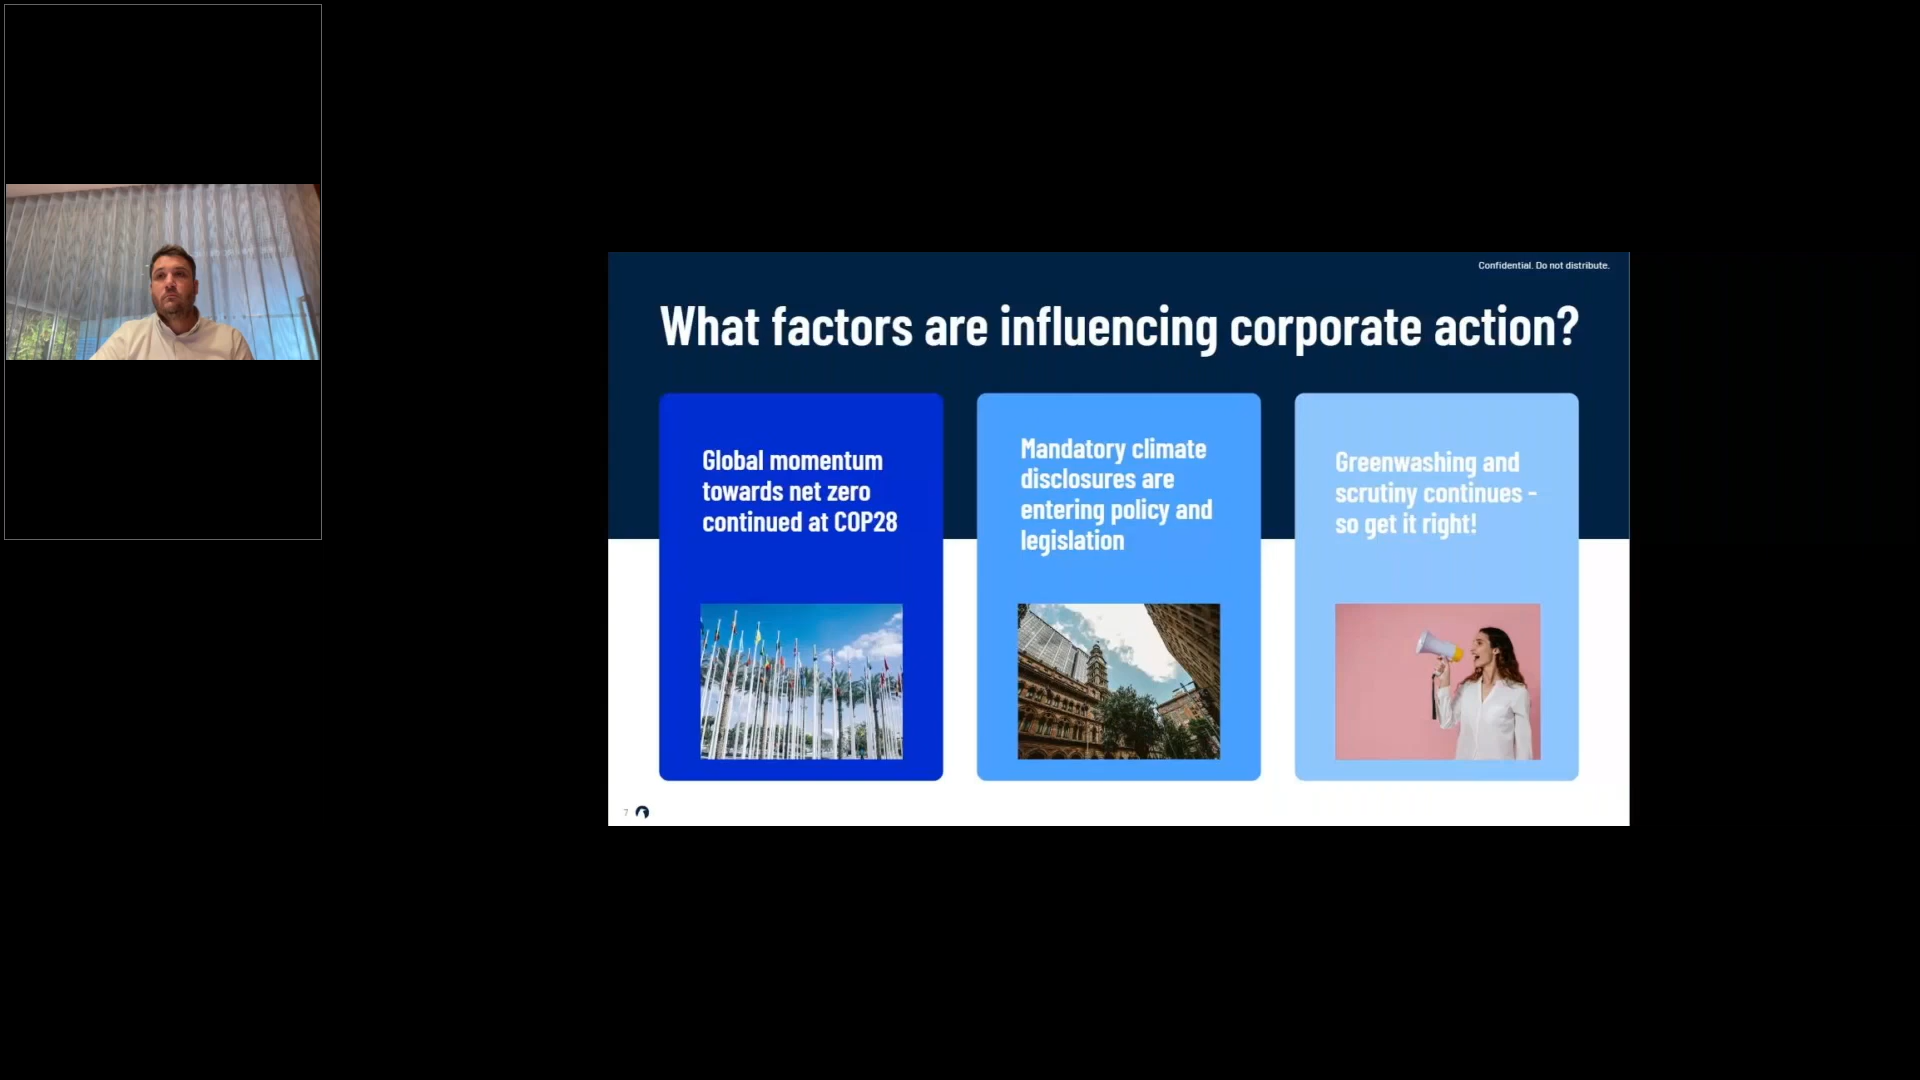 Confidential. Do not distribute.
What factors are influencing corporate action?
Global momentum
towards net zero
continued at COP28
Mandatory climate
disclosures are
entering policy and
legislation
Greenwashing and
scrutiny continues -
so get it right!
7